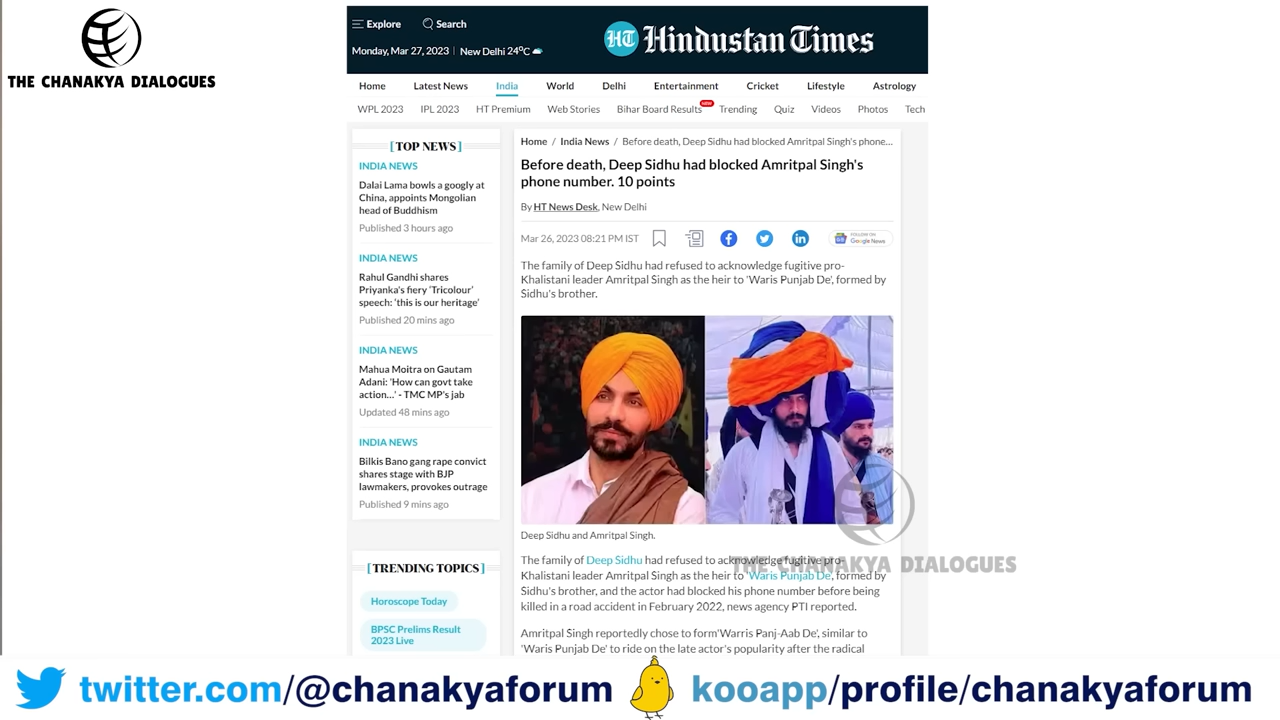 THE CHANAKYA DIALOGUES
Explore
Search
Monday, Mar 27, 2023 | New Delhi 24°C
HT Hindustan Times
Home Latest News India World Delhi Entertainment Cricket Lifestyle Astrology
WPL 2023 IPL 2023 HT Premium Web Stories Bihar Board Results NEW Trending Quiz Videos Photos Tech
[TOP NEWS]
INDIA NEWS
Dalai Lama bowls a googly at
China, appoints Mongolian
head of Buddhism
Published 3 hours ago
INDIA NEWS
Rahul Gandhi shares
Priyanka's fiery 'Tricolour'
speech: 'this is our heritage'
Published 20 mins ago
INDIA NEWS
Mahua Moitra on Gautam
Adani: 'How can govt take
action...' - TMC MP's jab
Updated 48 mins ago
INDIA NEWS
Bilkis Bano gang rape convict
shares stage with BJP
lawmakers, provokes outrage
Published 9 mins ago
[TRENDING TOPICS]
Horoscope Today
BPSC Prelims Result
2023 Live
Home / India News / Before death, Deep Sidhu had blocked Amritpal Singh's phone...
Before death, Deep Sidhu had blocked Amritpal Singh's
phone number. 10 points
By HT News Desk, New Delhi
Mar 26, 2023 08:21 PM IST
FOLLOW ON
Google News
The family of Deep Sidhu had refused to acknowledge fugitive pro-
Khalistani leader Amritpal Singh as the heir to 'Waris Punjab De', formed by
Sidhu's brother.
Deep Sidhu and Amritpal Singh.
The family of Deep Sidhu had refused to acknowledge fugitive pro-
Khalistani leader Amritpal Singh as the heir to 'Waris Punjab De', formed by
Sidhu's brother, and the actor had blocked his phone number before being
killed in a road accident in February 2022, news agency PTI reported.
Amritpal Singh reportedly chose to form'Warris Panj-Aab De', similar to
'Waris Punjab De' to ride on the late actor's popularity after the radical
THE CHANAKYA DIALOGUES
twitter.com/@chanakyaforum
kooapp/profile/chanakyaforum